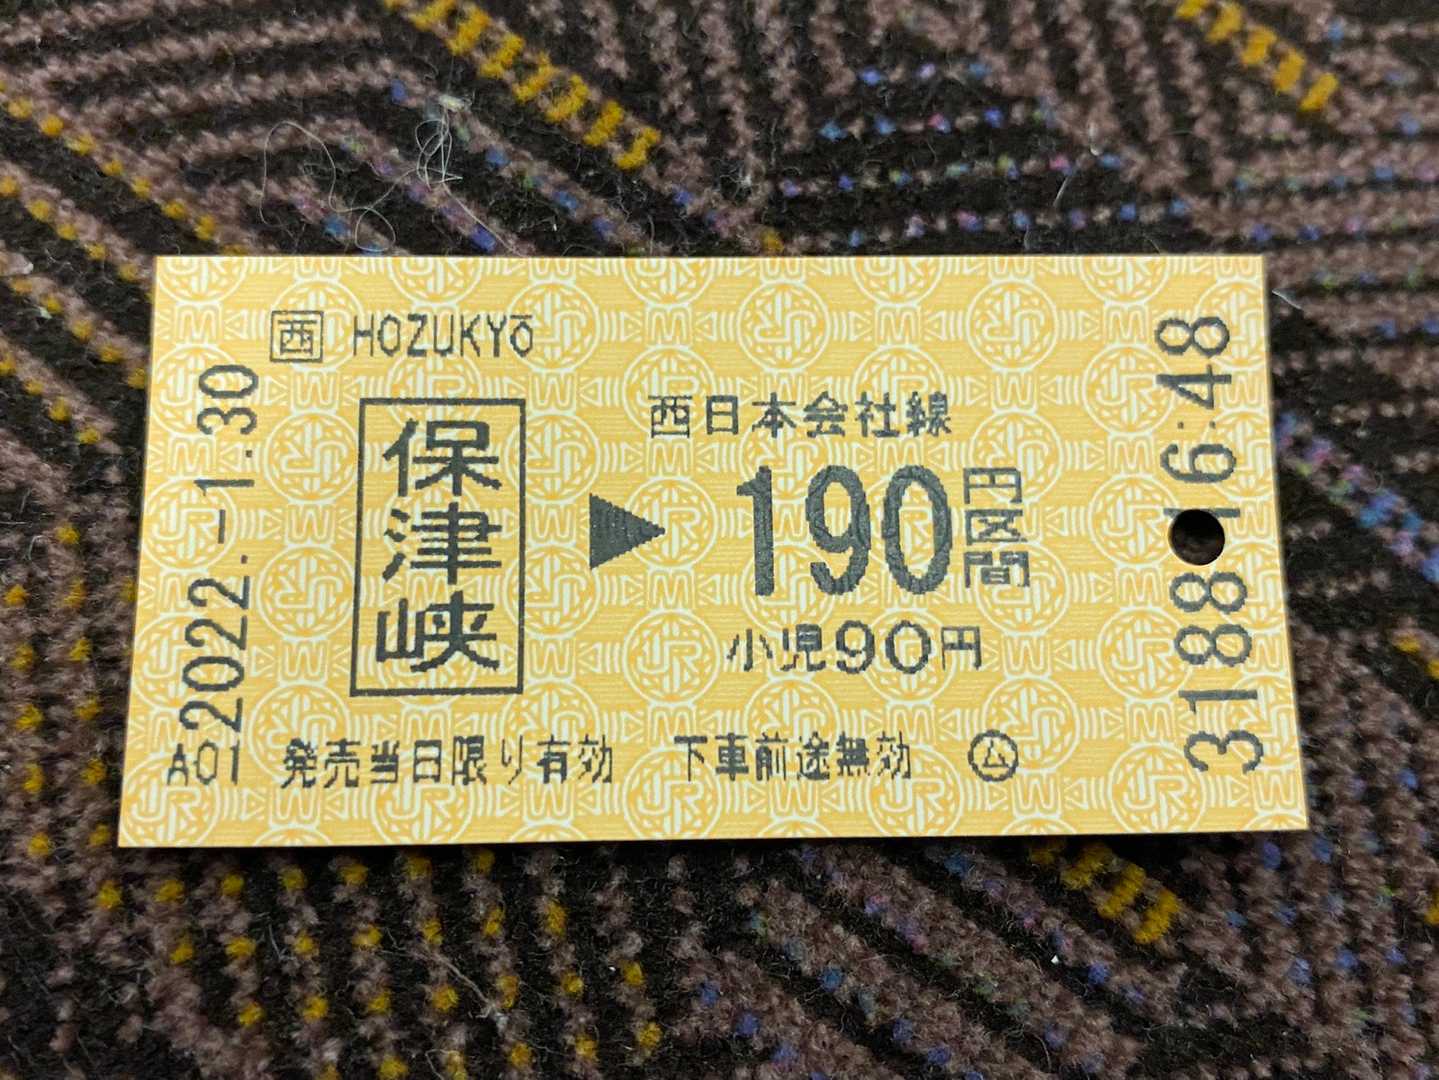 西 HOZUKYŌ
保津峡
▶
西日本会社線
190円区間
小児90円
発売当日限り有効 下車前途無効 ㋰
2022.-1.30
A01
3188 16:48